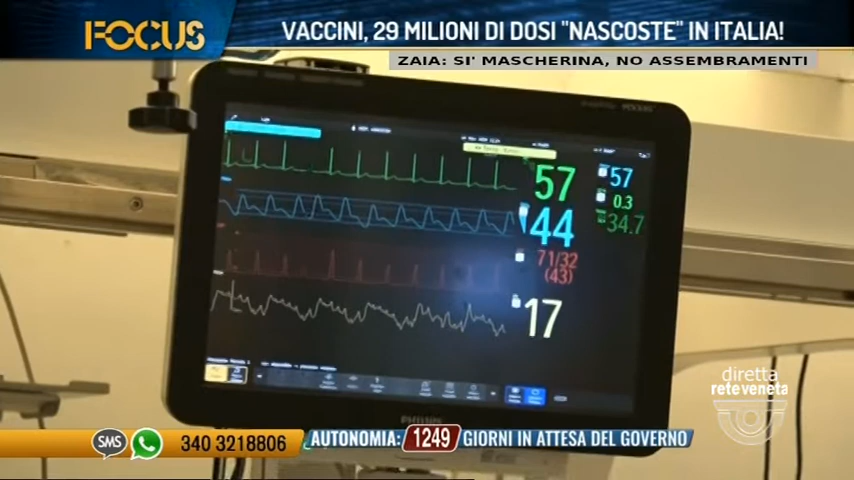 FOCUS
VACCINI, 29 MILIONI DI DOSI "NASCOSTE" IN ITALIA!
ZAIA: SI' MASCHERINA, NO ASSEMBRAMENTI
57
57
0.3
44
34.7
71/32
(43)
17
PHILIPS
diretta
reteveneta
SMS
340 3218806
AUTONOMIA: 1249 GIORNI IN ATTESA DEL GOVERNO